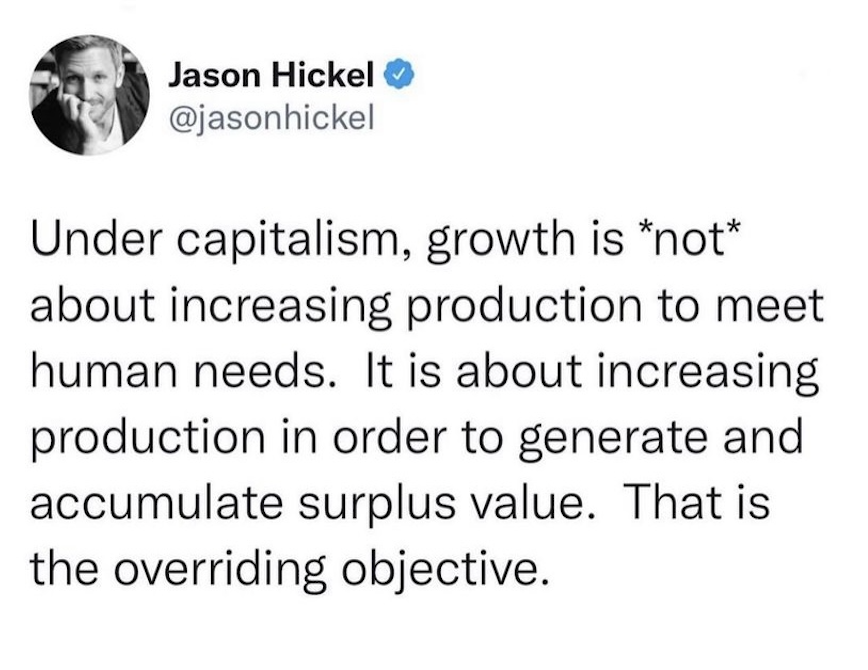 Jason Hickel
@jasonhickel
Under capitalism, growth is *not*
about increasing production to meet
human needs.  It is about increasing
production in order to generate and
accumulate surplus value.  That is
the overriding objective.